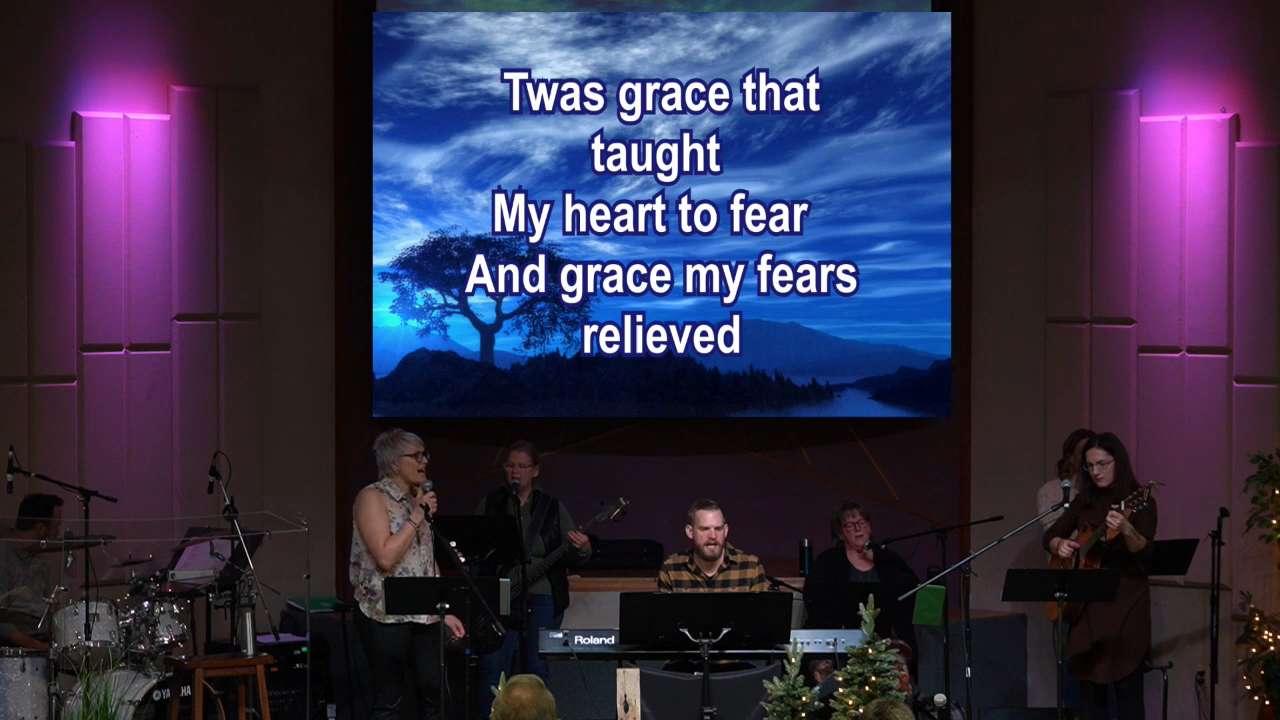 Twas grace that
taught
My heart to fear
And grace my fears
relieved
Roland
YAMAHA